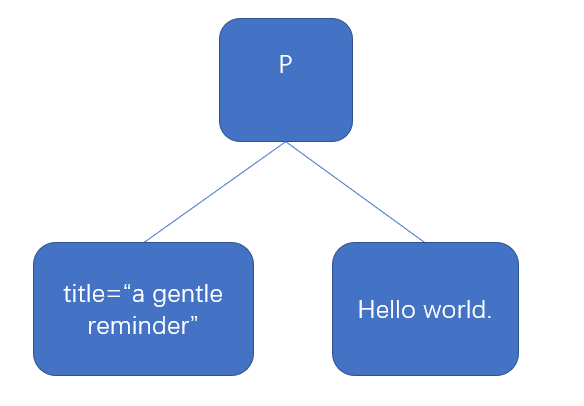 P
title=“a gentle
reminder”
Hello world.